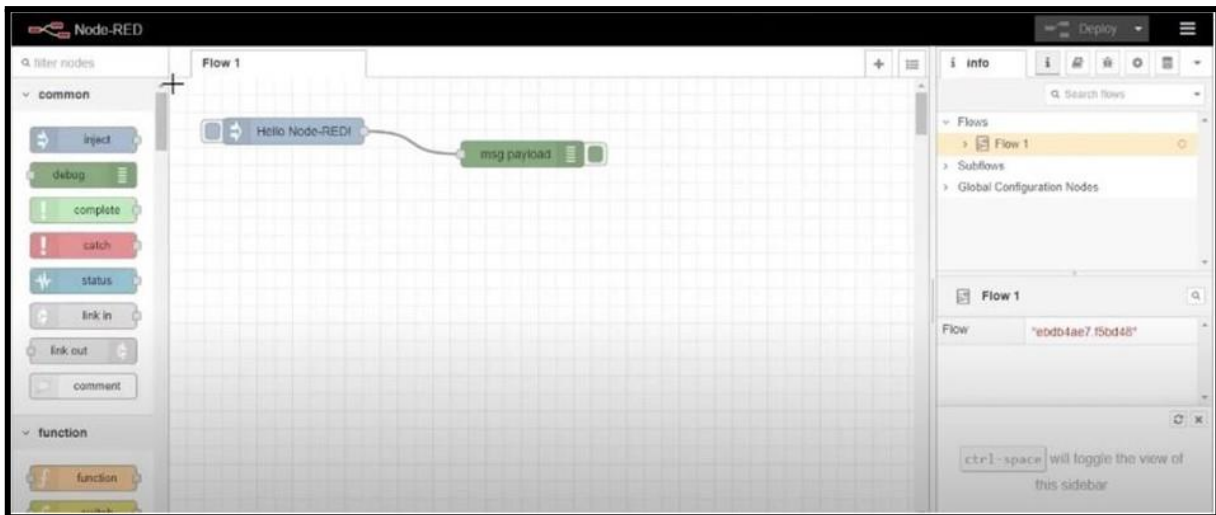 Node-RED
Deploy
filter nodes
Flow 1
info
Search flows
common
inject
debug
complete
catch
status
link in
link out
comment
function
function
switch
Hello Node-RED!
msg.payload
Flows
Flow 1
Subflows
Global Configuration Nodes
Flow 1
Flow "ebdb4ae7.f5bd48"
ctrl-space will toggle the view of
this sidebar